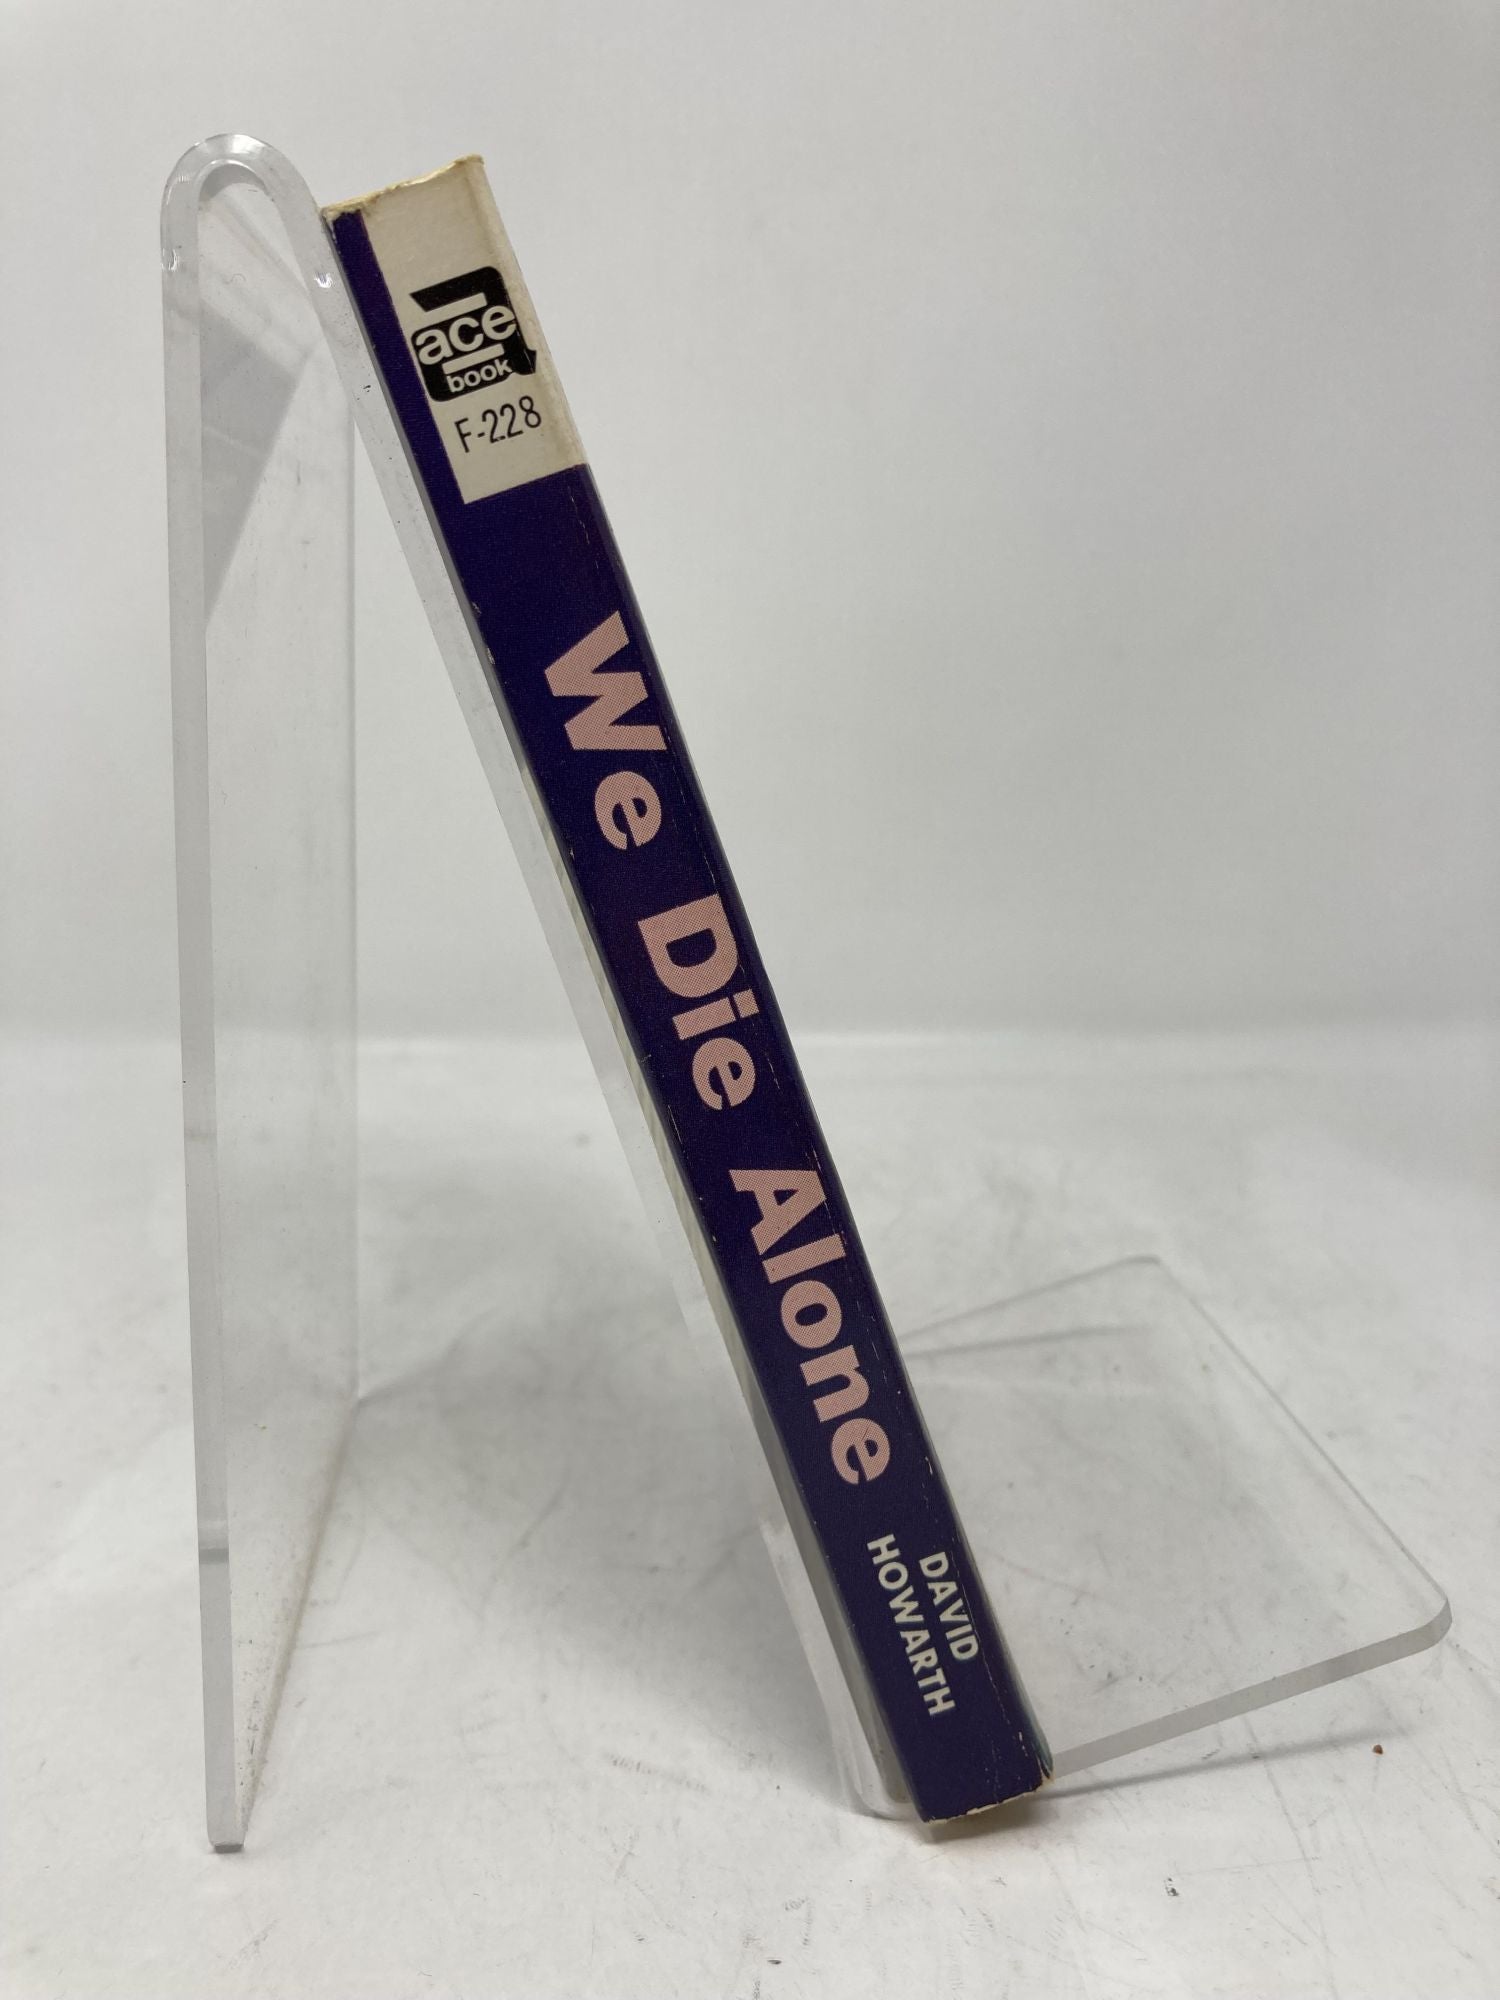 ace
book
F-228
We Die Alone
DAVID
HOWARTH